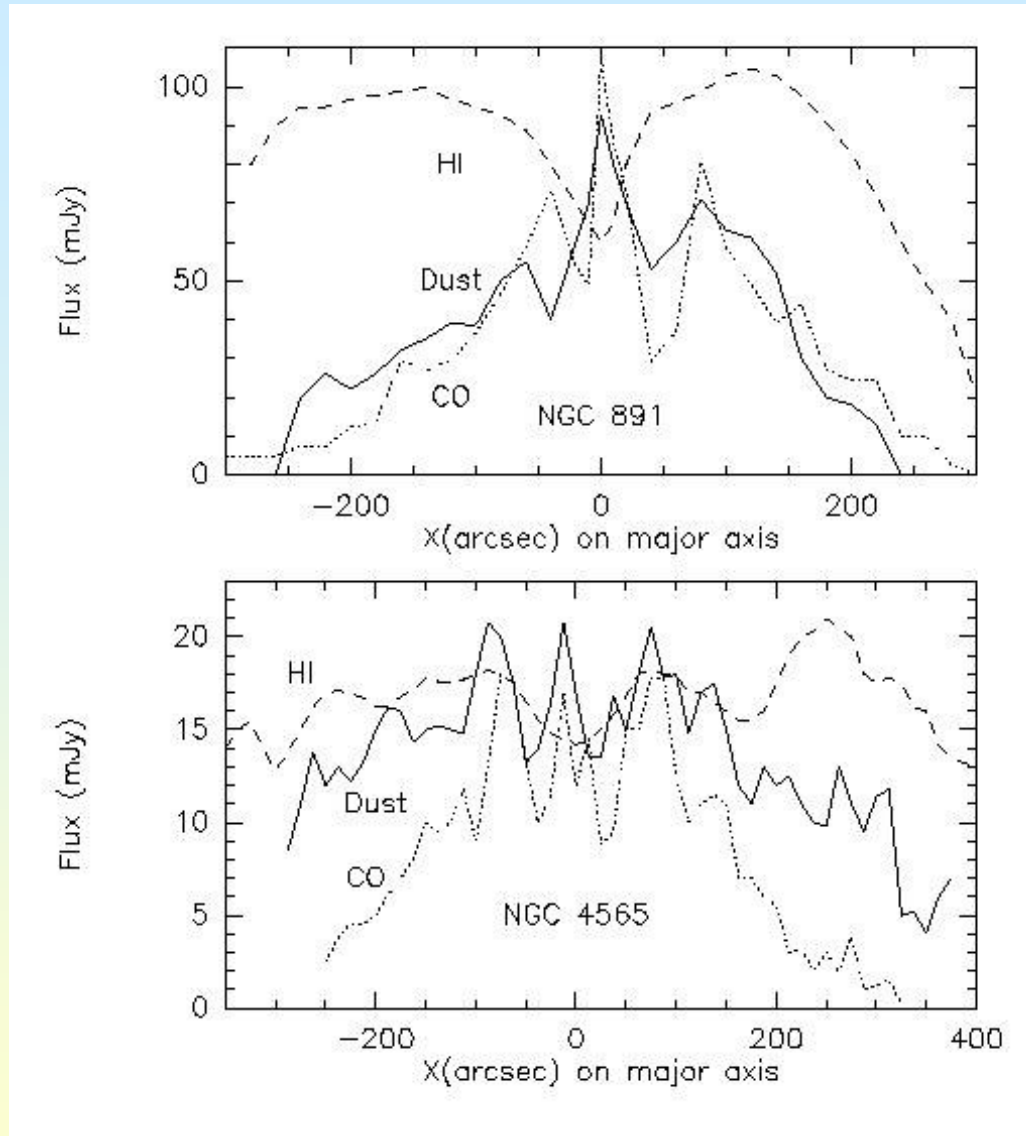 100
50
0
Flux (mJy)
HI
Dust
CO
NGC 891
−200 0 200
X(arcsec) on major axis
20
15
10
5
0
Flux (mJy)
HI
Dust
CO
NGC 4565
−200 0 200 400
X(arcsec) on major axis